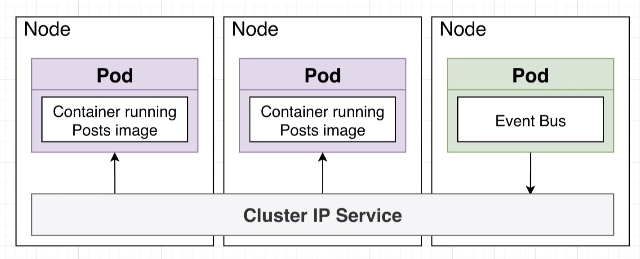 Node
Pod
Container running
Posts image
Node
Pod
Container running
Posts image
Node
Pod
Event Bus
Cluster IP Service